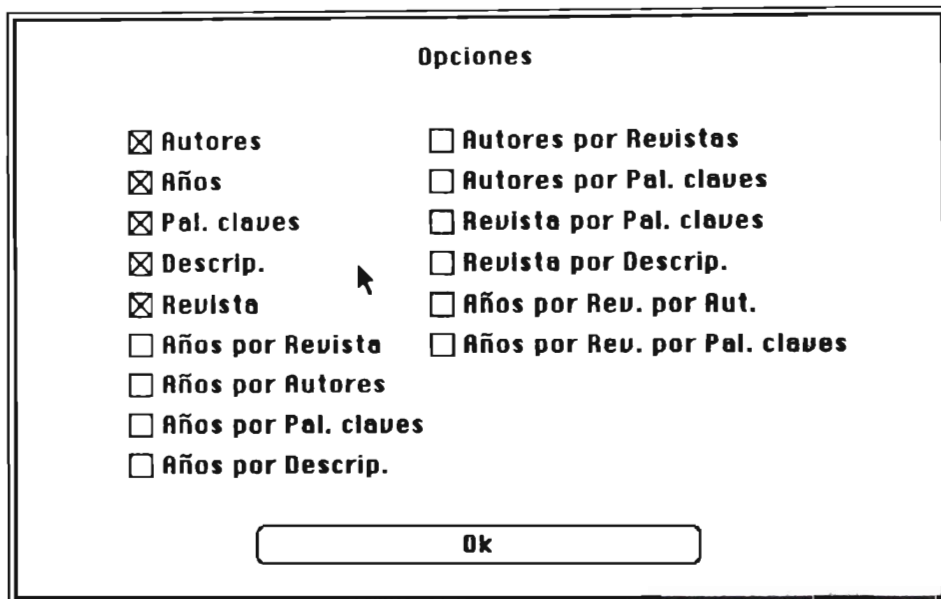 Opciones
Autores
Años
Pal. claves
Descrip.
Revista
Años por Revista
Años por Autores
Años por Pal. claves
Años por Descrip.
Autores por Revistas
Autores por Pal. claves
Revista por Pal. claves
Revista por Descrip.
Años por Rev. por Aut.
Años por Rev. por Pal. claves
Ok